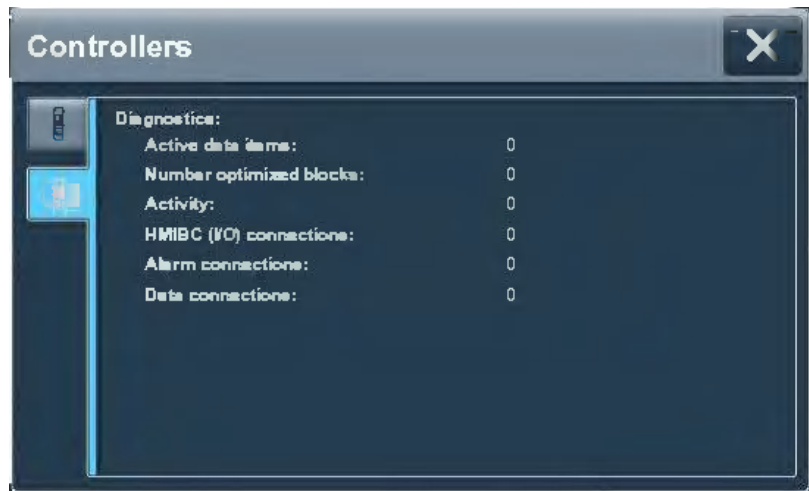 Controllers
Diagnostics:
Active data items: 0
Number optimized blocks: 0
Activity: 0
HMIBC (I/O) connections: 0
Alarm connections: 0
Data connections: 0